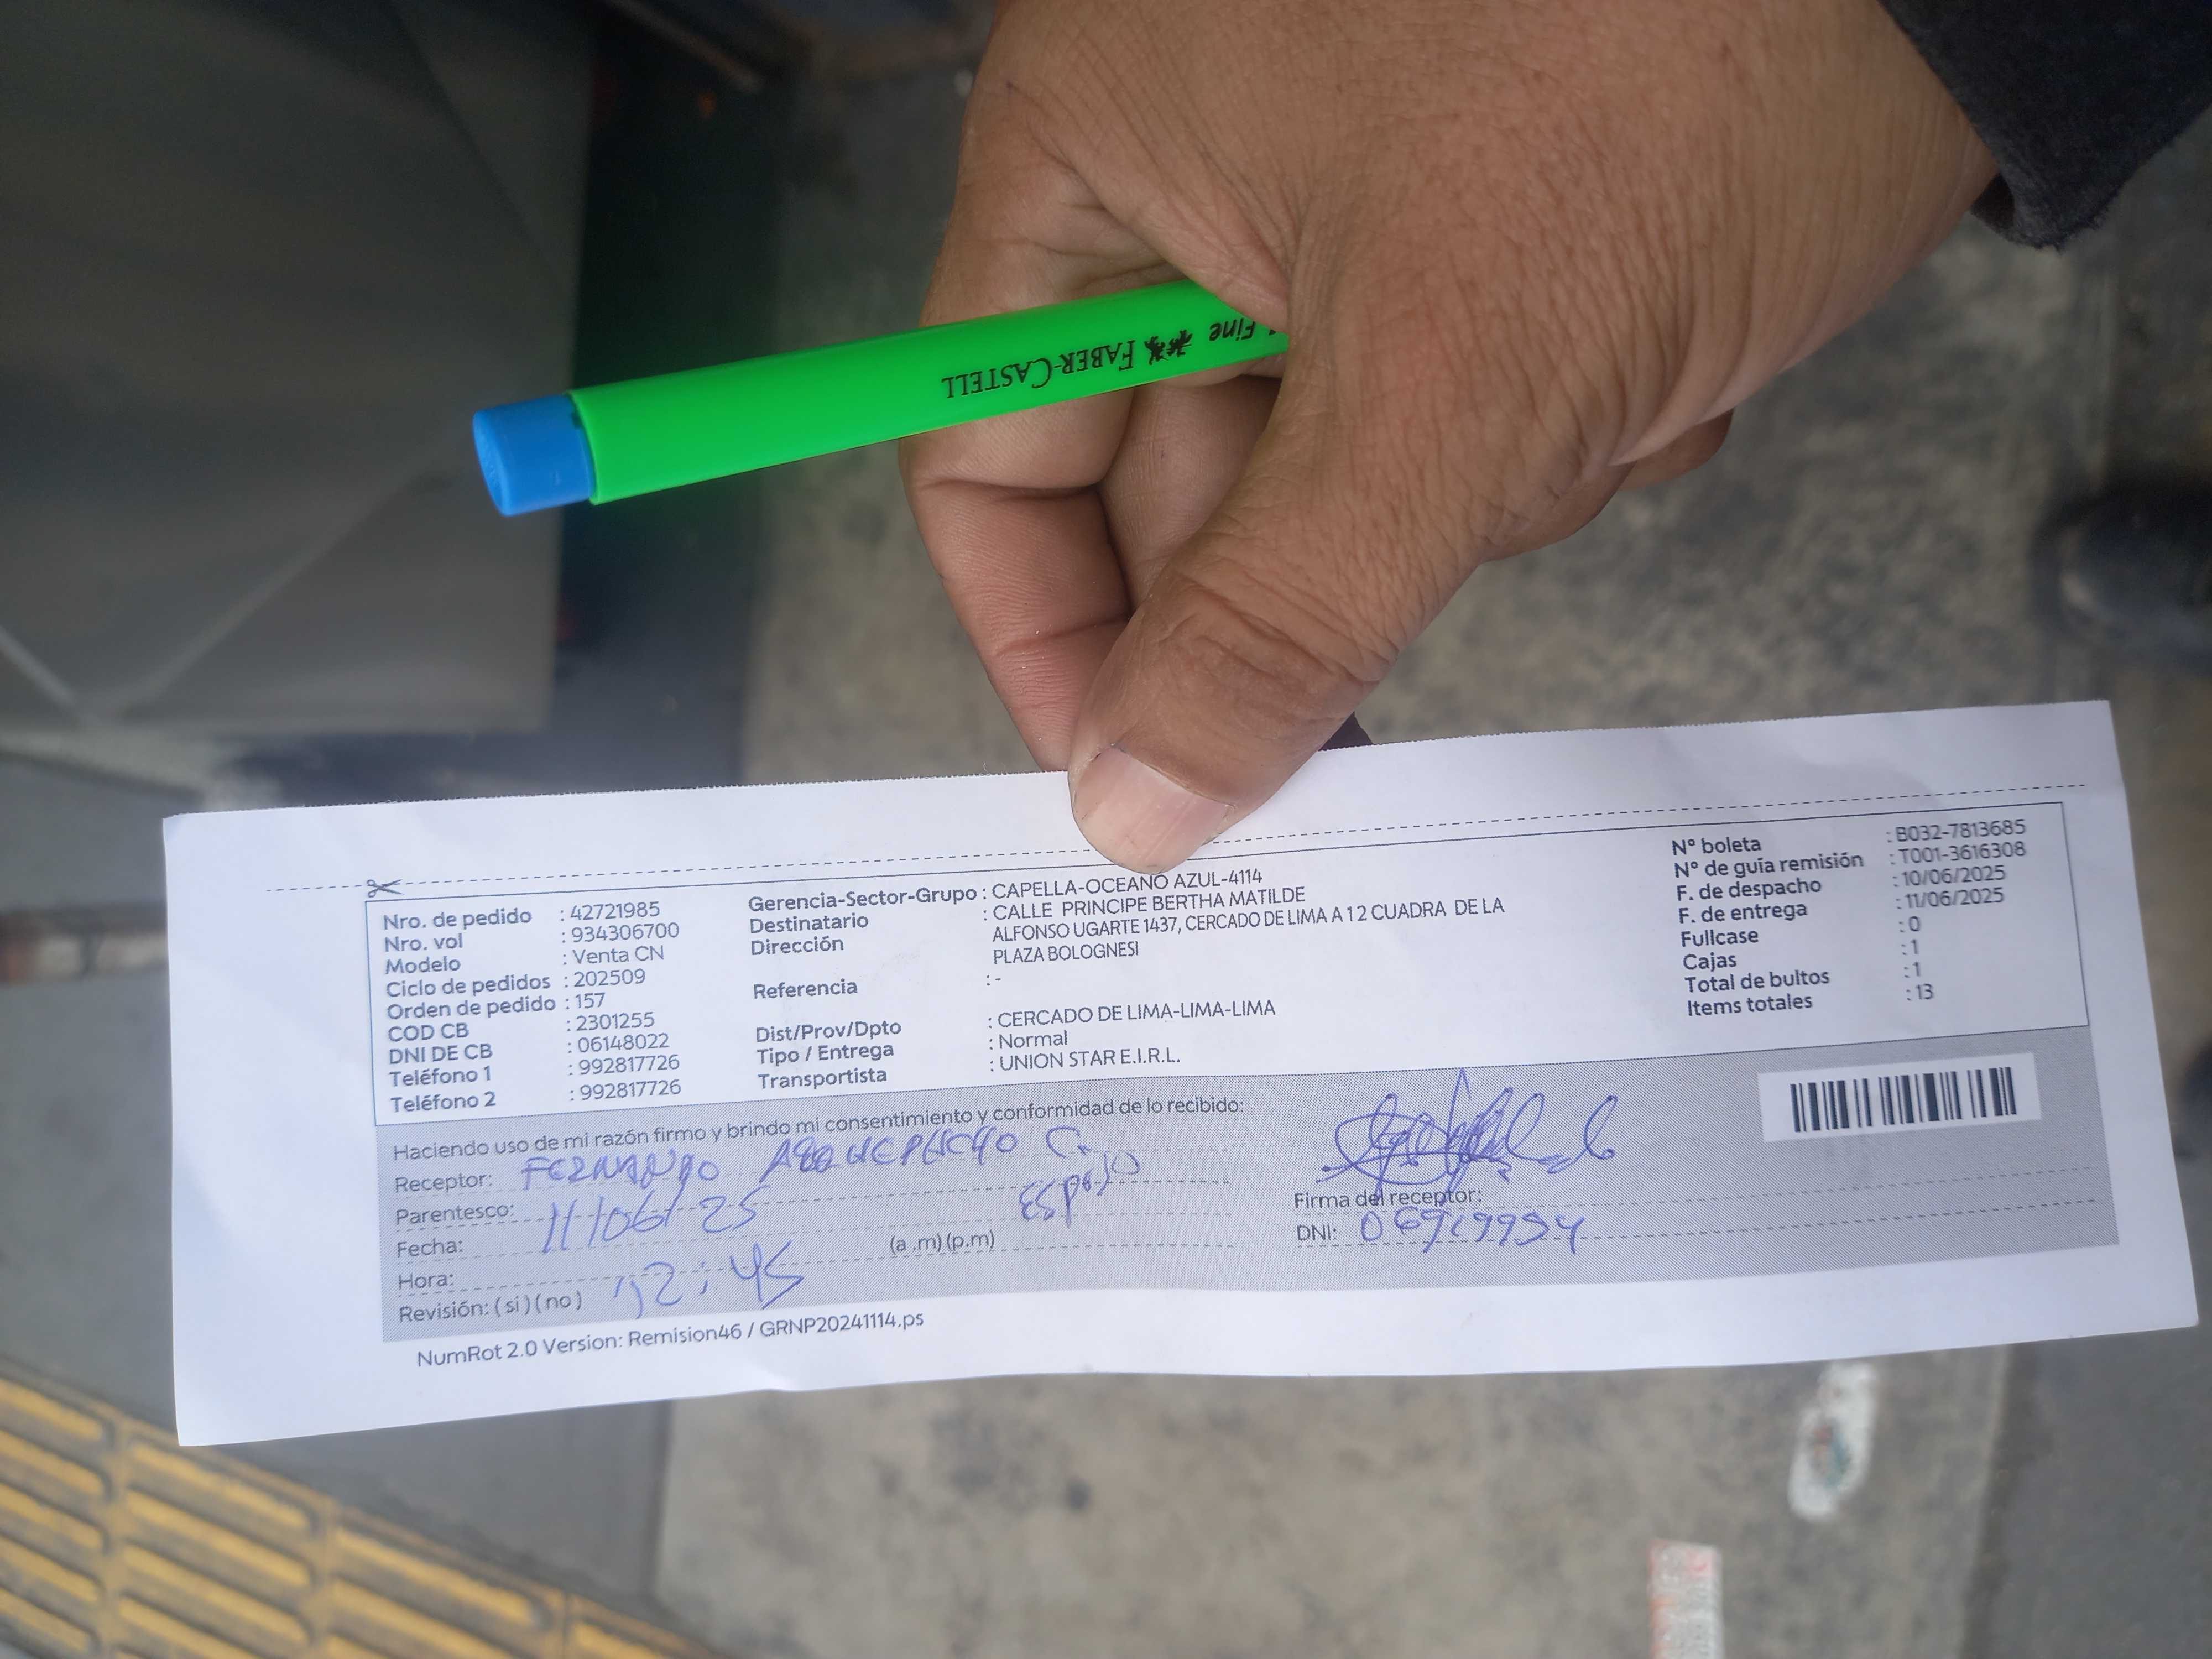 Fine FABER-CASTELL
Nro. de pedido : 42721985
Nro. vol : 934306700
Modelo : Venta CN
Ciclo de pedidos : 202509
Orden de pedido : 157
COD CB : 2301255
DNI DE CB : 06148022
Teléfono 1 : 992817726
Teléfono 2 : 992817726
Gerencia-Sector-Grupo : CAPELLA-OCEANO AZUL-4114
Destinatario : CALLE PRINCIPE BERTHA MATILDE
Dirección ALFONSO UGARTE 1437, CERCADO DE LIMA A 1 2 CUADRA DE LA
PLAZA BOLOGNESI
Referencia : -
Dist/Prov/Dpto : CERCADO DE LIMA-LIMA-LIMA
Tipo / Entrega : Normal
Transportista : UNION STAR E.I.R.L.
N° boleta : B032-7813685
N° de guía remisión : T001-3616308
F. de despacho : 10/06/2025
F. de entrega : 11/06/2025
Fullcase : 0
Cajas : 1
Total de bultos : 1
Items totales : 13
Haciendo uso de mi razón firmo y brindo mi consentimiento y conformidad de lo recibido:
Receptor: FERNANDO C.
Parentesco: ESPOSO
Fecha: 11/06/25
Hora: 12:45 (a .m) (p.m)
Revisión: ( si ) ( no )
Firma del receptor:
DNI:
NumRot 2.0 Version: Remision46 / GRNP20241114.ps